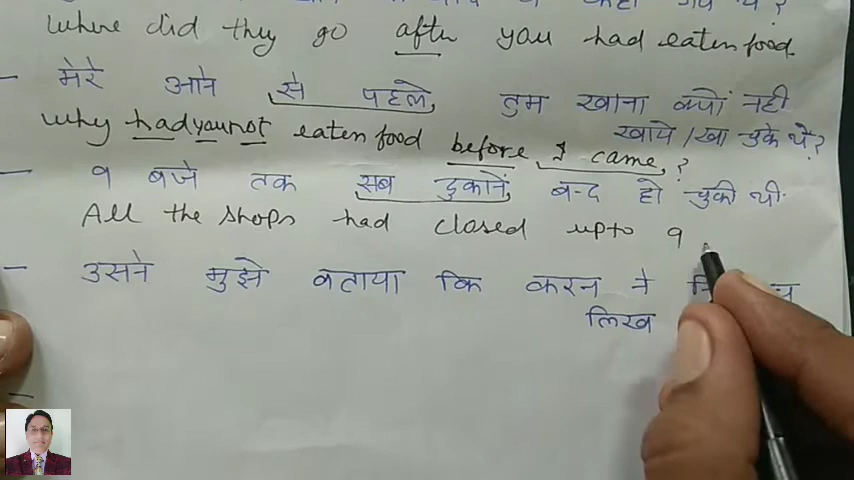 Where did they go after you had eaten food.
– मेरे आने से पहले तुम खाना क्यों नही
खाये / खा चुके थे?
Why had you not eaten food before I came?
– 9 बजे तक सब दुकाने बन्द हो चुकी थी.
All the shops had closed upto 9
– उसने मुझे बताया कि करन ने
लिख